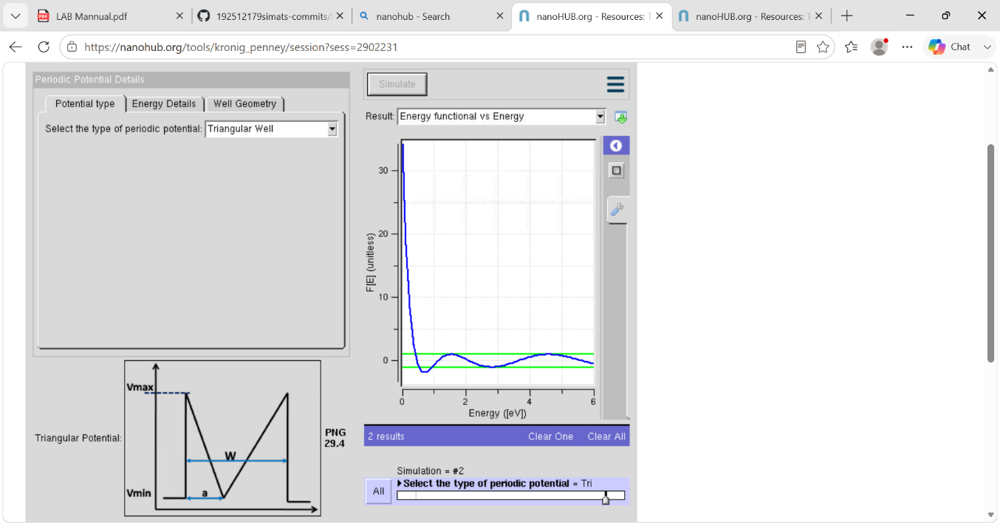 LAB Mannual.pdf
192512179simats-commits/
nanohub - Search
nanoHUB.org - Resources: T
nanoHUB.org - Resources: T
https://nanohub.org/tools/kronig_penney/session?sess=2902231
Chat
Periodic Potential Details
Potential type
Energy Details
Well Geometry
Select the type of periodic potential: Triangular Well
Simulate
Result: Energy functional vs Energy
F[E] (unitless)
30
20
10
0
0 2 4 6
Energy ([eV])
Triangular Potential:
Vmax
W
Vmin
a
PNG
29.4
2 results
Clear One
Clear All
Simulation = #2
All
Select the type of periodic potential = Tri